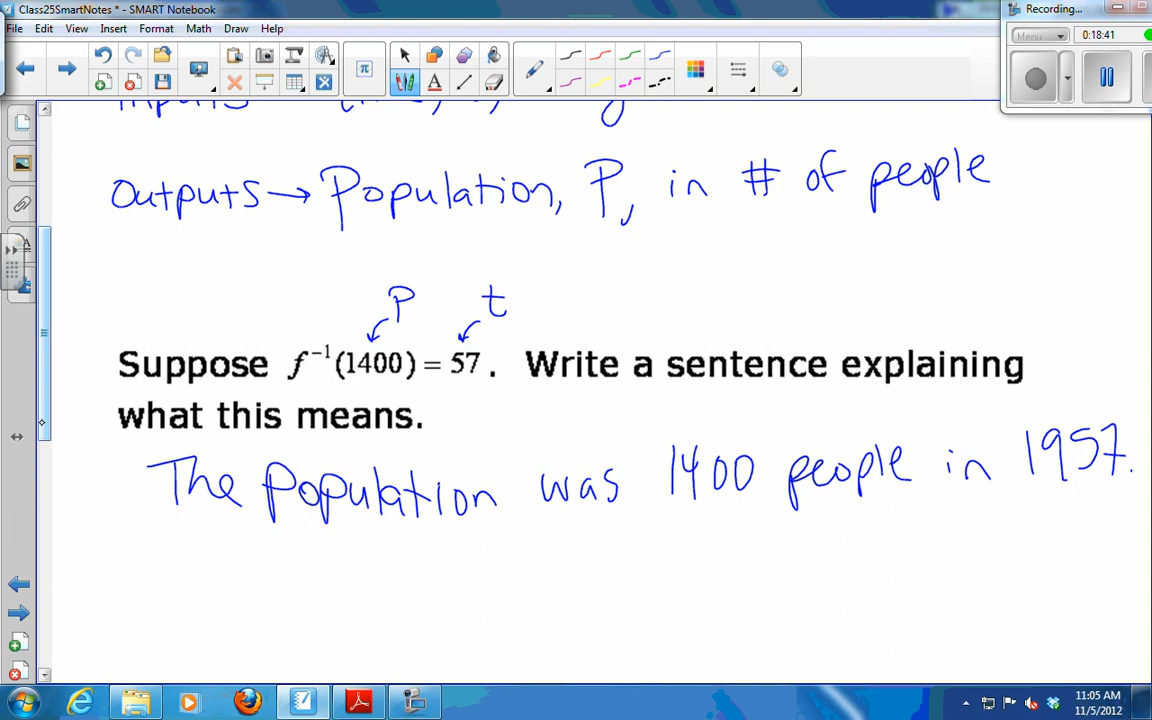 Class25SmartNotes * - SMART Notebook
Recording...
File Edit View Insert Format Math Draw Help
Menu
0:18:41
Outputs → Population, P, in # of people
P t
Suppose f⁻¹(1400) = 57. Write a sentence explaining
what this means.
The Population was 1400 people in 1957.
11:05 AM
11/5/2012